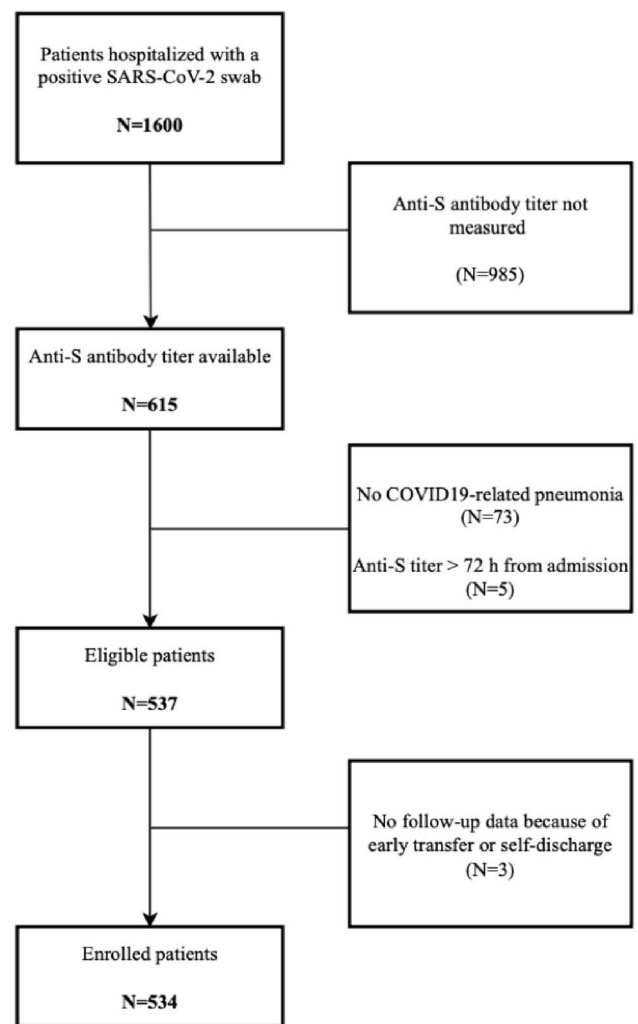 Patients hospitalized with a
positive SARS-CoV-2 swab
N=1600
Anti-S antibody titer not
measured
(N=985)
Anti-S antibody titer available
N=615
No COVID19-related pneumonia
(N=73)
Anti-S titer > 72 h from admission
(N=5)
Eligible patients
N=537
No follow-up data because of
early transfer or self-discharge
(N=3)
Enrolled patients
N=534